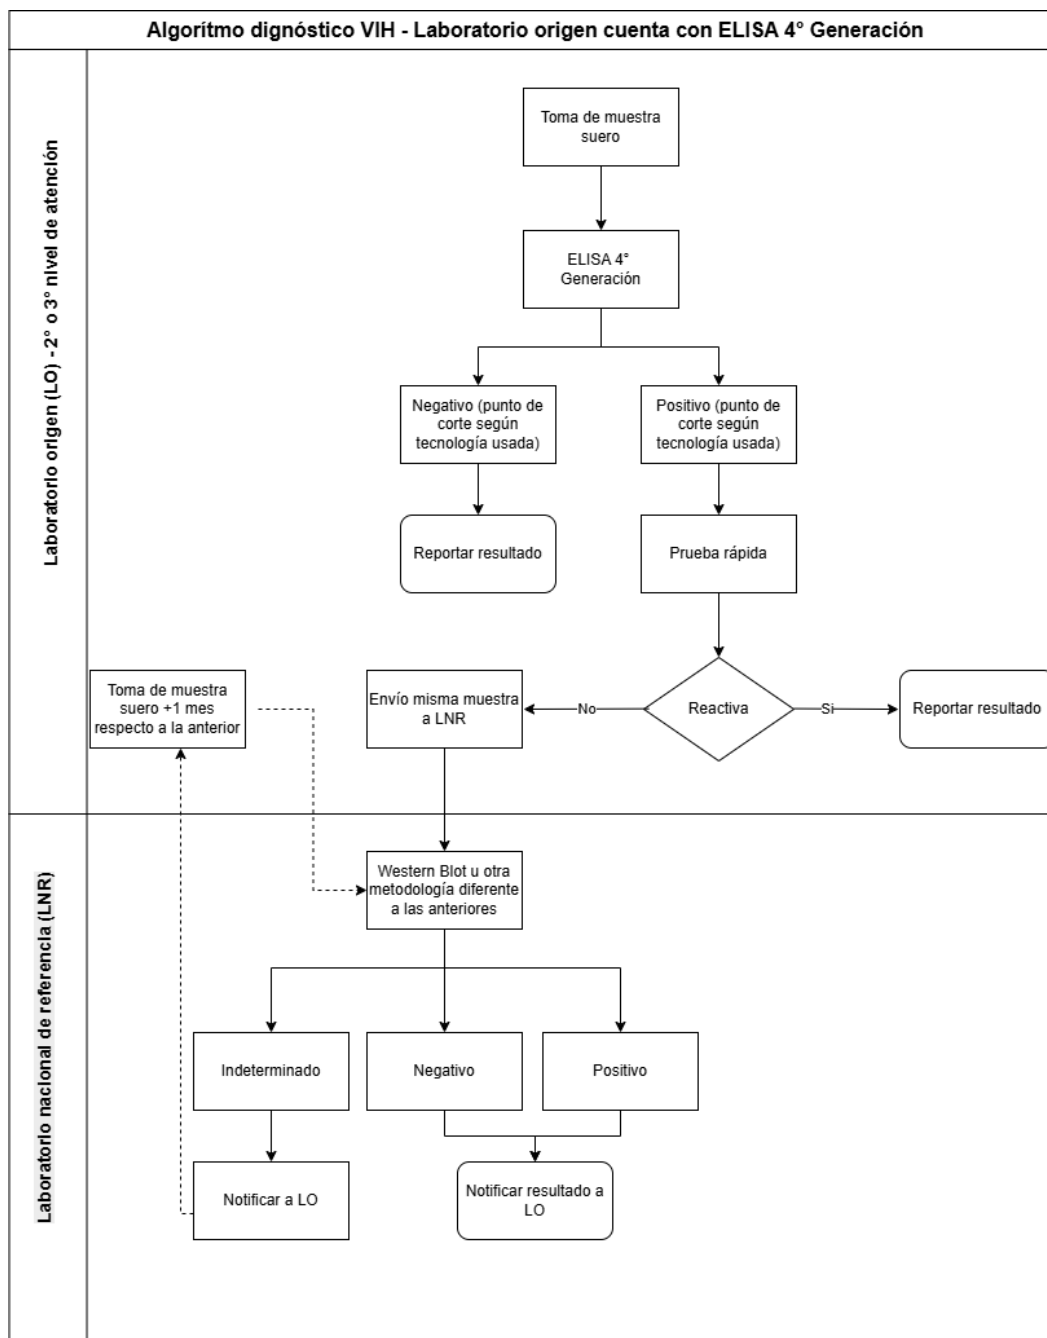 Algorítmo dignóstico VIH - Laboratorio origen cuenta con ELISA 4° Generación
Laboratorio origen (LO) - 2° o 3° nivel de atención
Toma de muestra
suero
ELISA 4°
Generación
Negativo (punto de
corte según
tecnología usada)
Positivo (punto de
corte según
tecnología usada)
Reportar resultado
Prueba rápida
Toma de muestra
suero +1 mes
respecto a la anterior
Envío misma muestra
a LNR
No
Reactiva
Si
Reportar resultado
Laboratorio nacional de referencia (LNR)
Western Blot u otra
metodología diferente
a las anteriores
Indeterminado
Negativo
Positivo
Notificar a LO
Notificar resultado a
LO